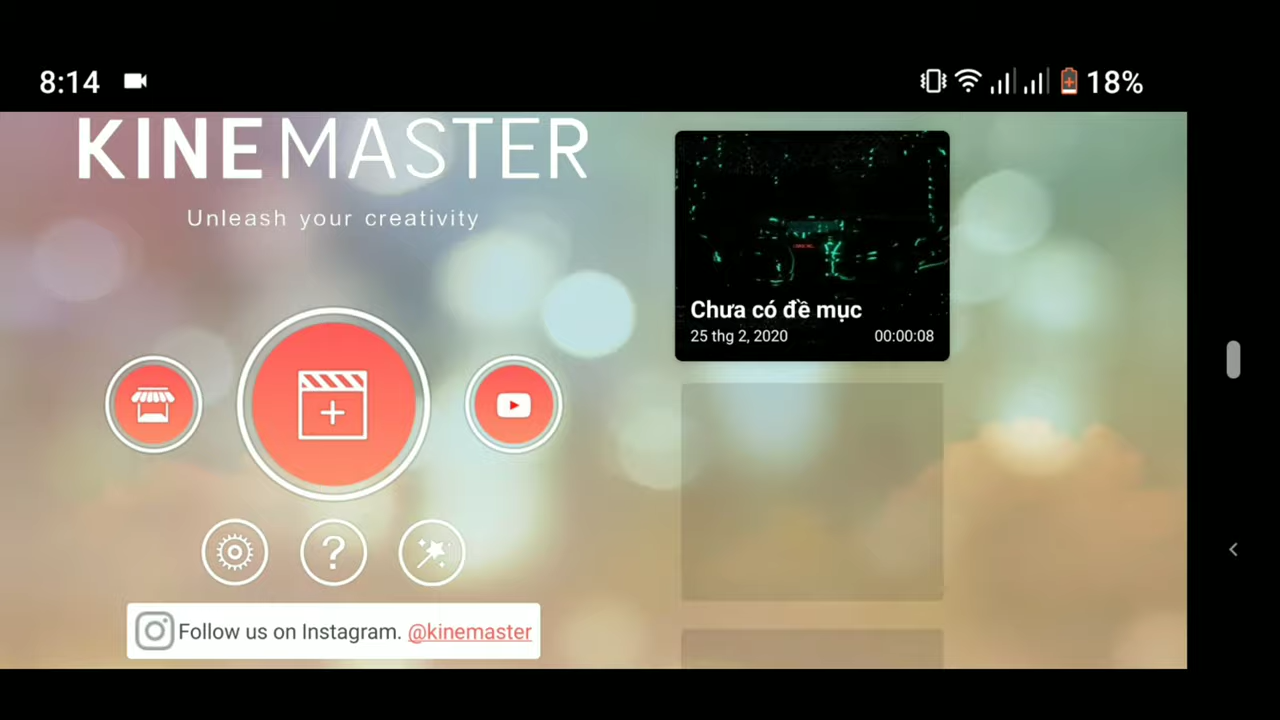 8:14
18%
KINEMASTER
Unleash your creativity
Chưa có đề mục
25 thg 2, 2020
00:00:08
Follow us on Instagram. @kinemaster